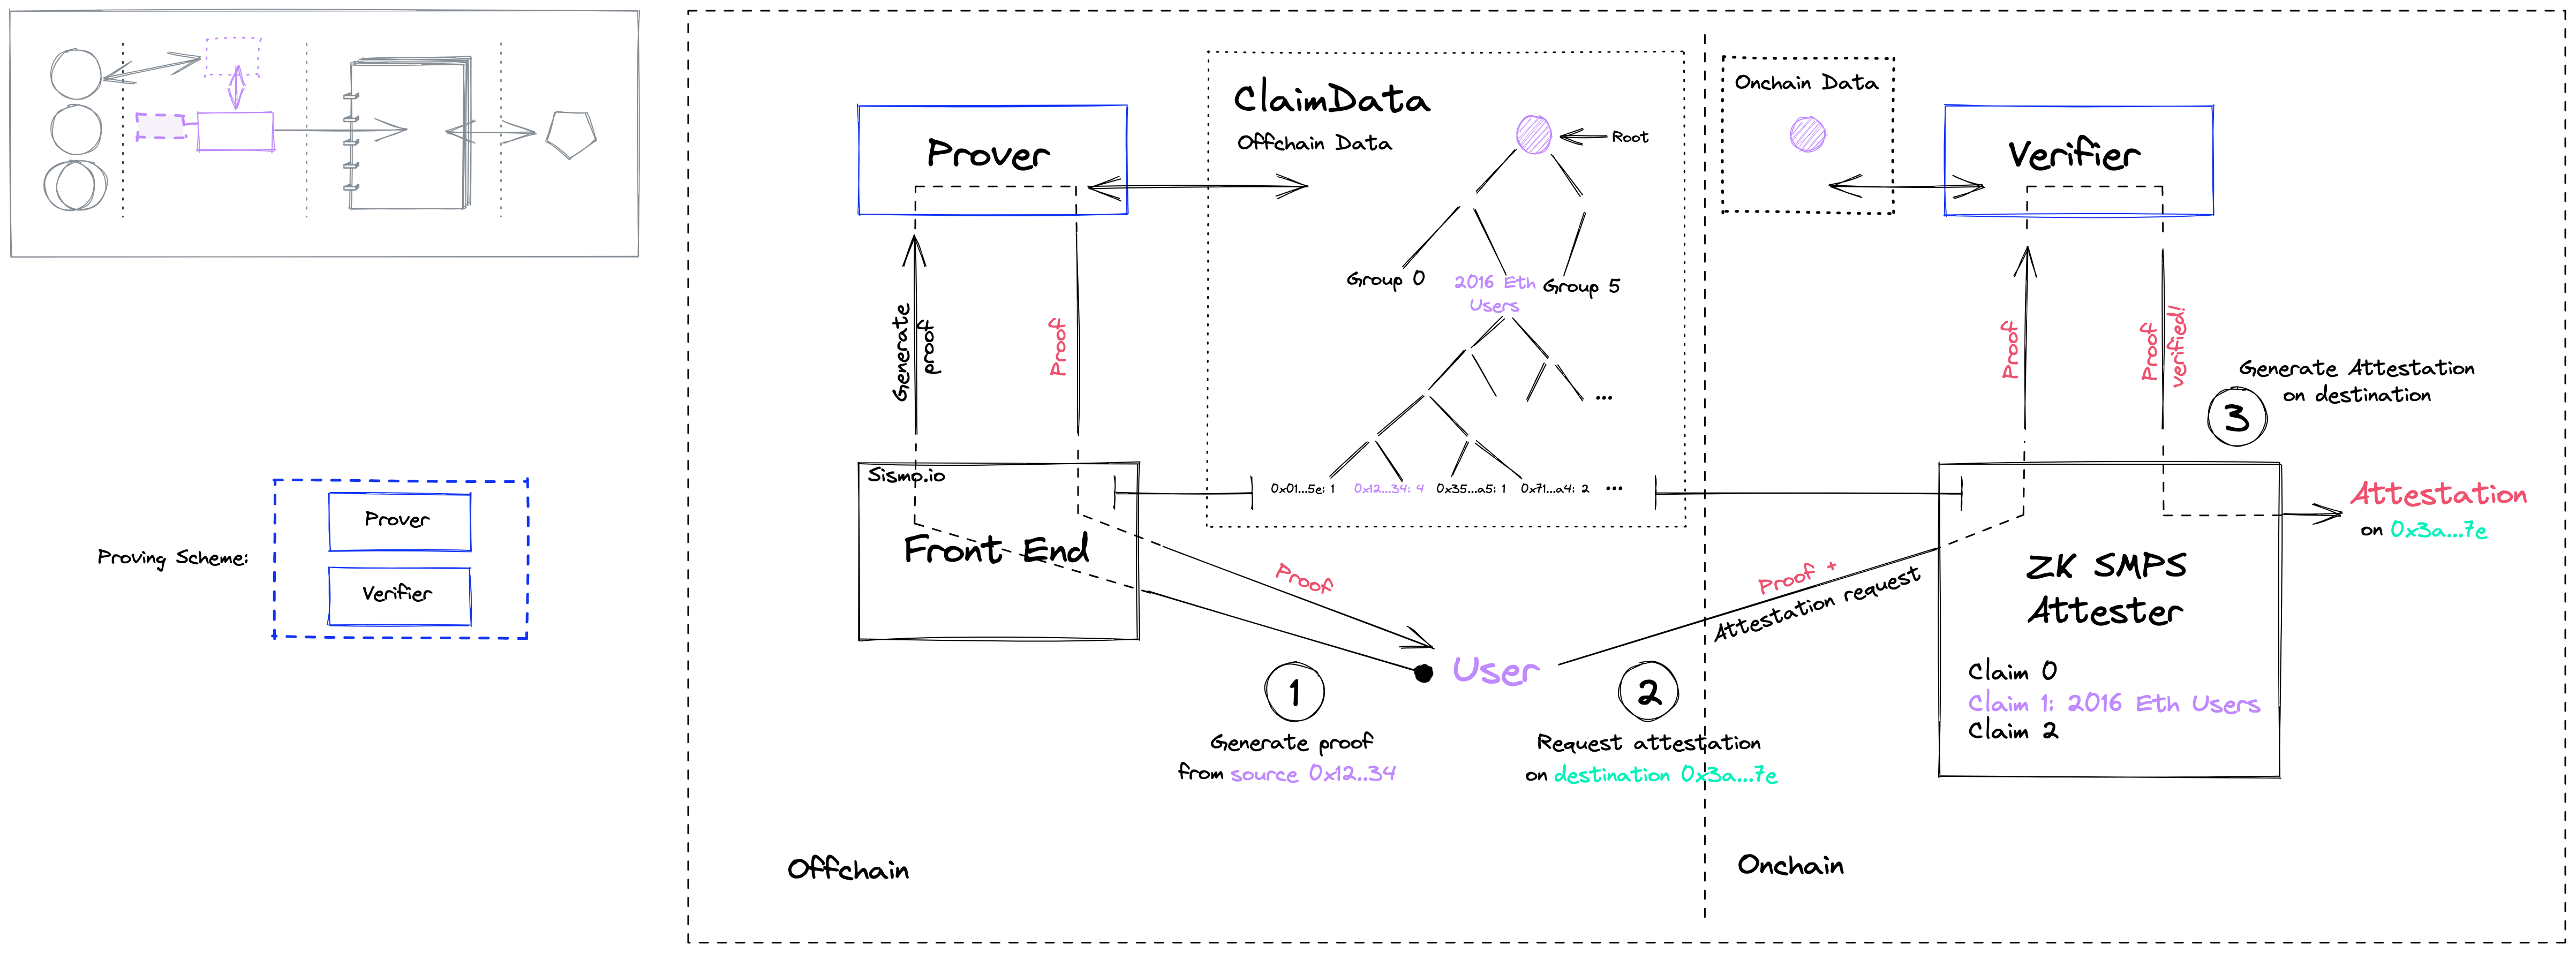 Proving Scheme:
Prover
Verifier
Prover
ClaimData
Offchain Data
Root
Group 0
2016 Eth
Users
Group 5
...
0x01...5e: 1
0x12...34: 4
0x35...a5: 1
0x71...a4: 2
...
Onchain Data
Verifier
Generate
proof
Proof
Proof
Proof
verified!
Generate Attestation
on destination
3
Sismo.io
Front End
Proof
User
1
Generate proof
from source 0x12..34
2
Request attestation
on destination 0x3a...7e
Proof +
Attestation request
ZK SMPS
Attester
Claim 0
Claim 1: 2016 Eth Users
Claim 2
Attestation
on 0x3a...7e
Offchain
Onchain